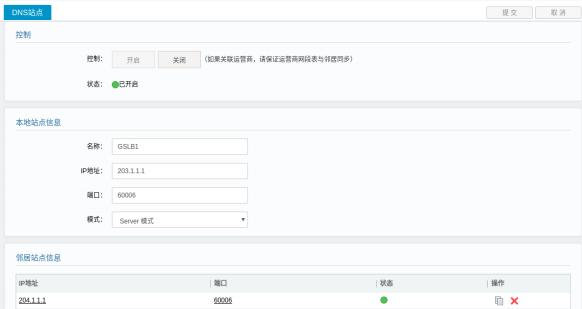 DNS站点
提 交 取 消
控制
控制: 开启 关闭 (如果关联运营商，请保证运营商网段表与邻居同步)
状态: 已开启
本地站点信息
名称: GSLB1
IP地址: 203.1.1.1
端口: 60006
模式: Server 模式
邻居站点信息
IP地址 端口 状态 操作
204.1.1.1 60006